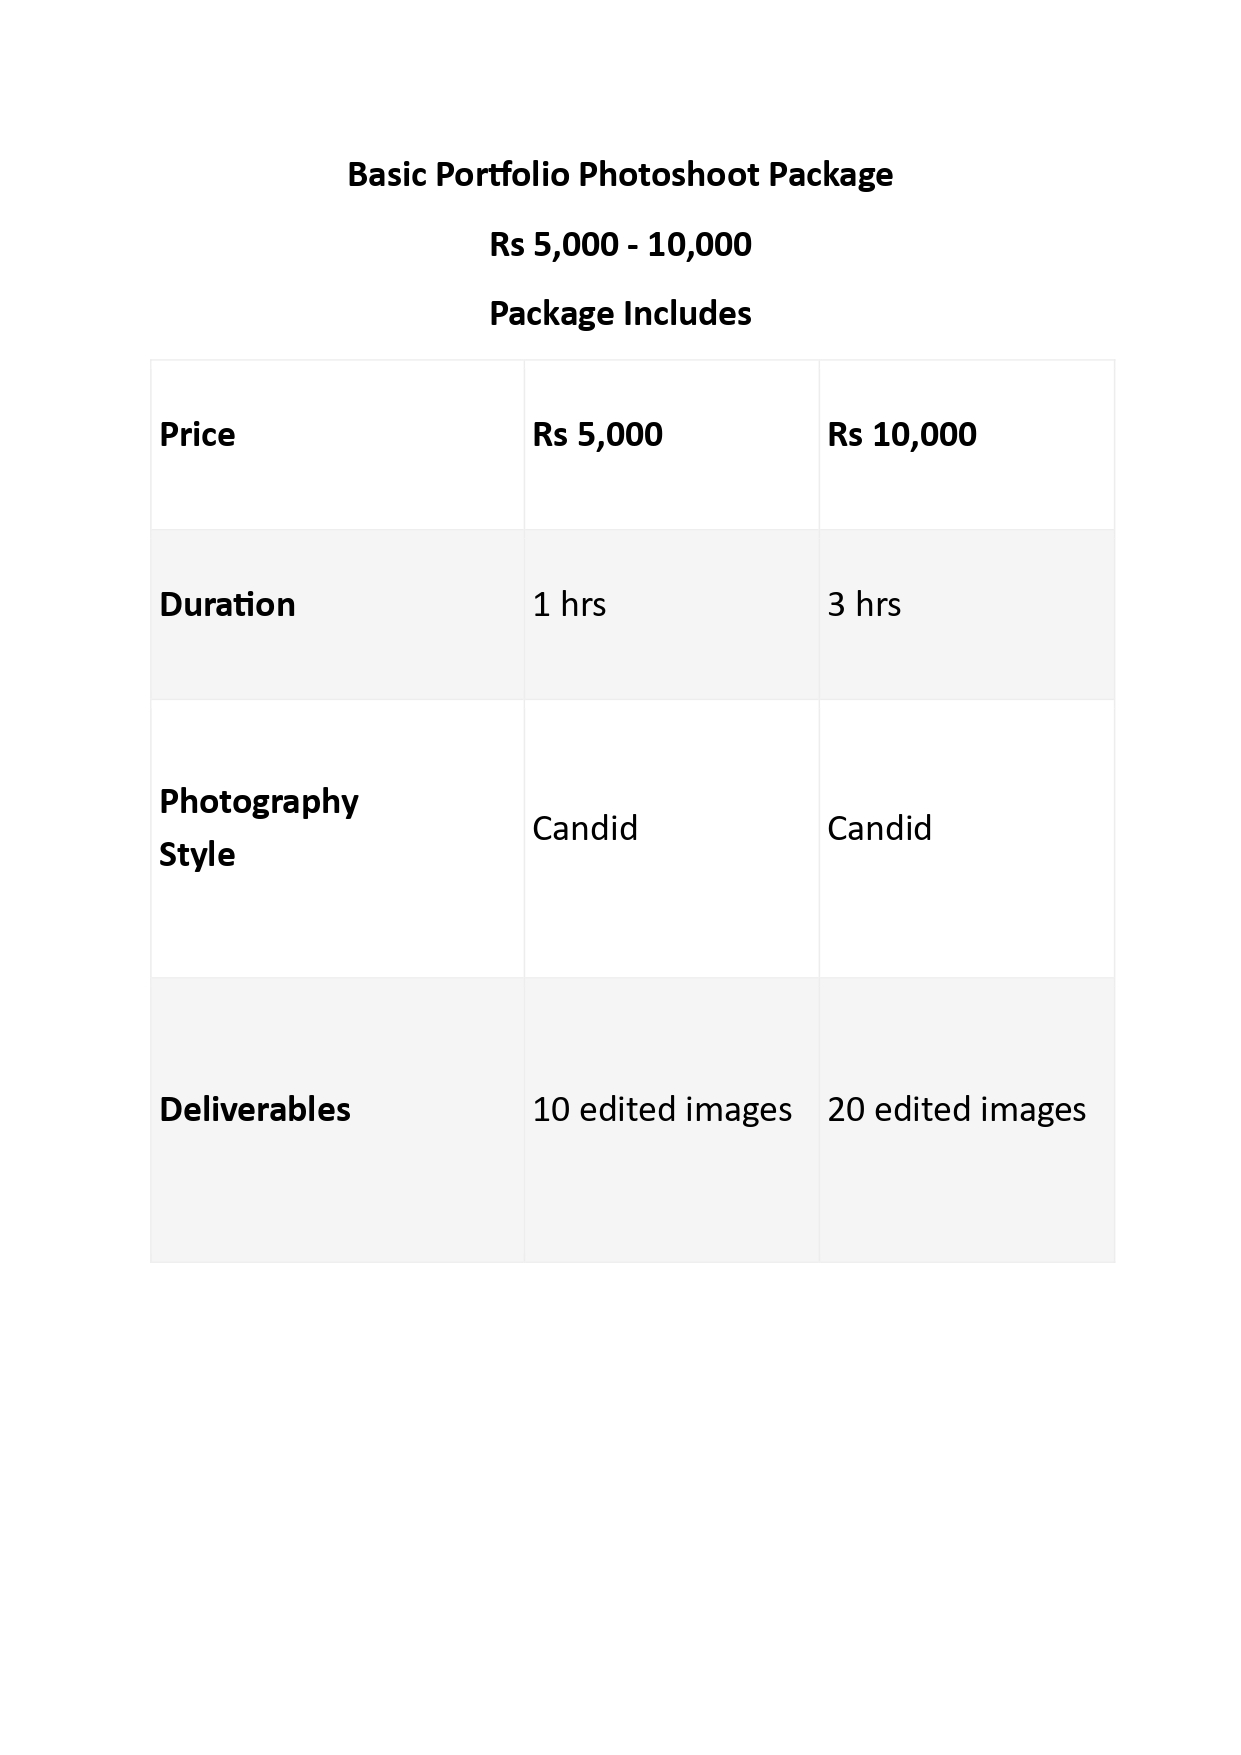 Basic Portfolio Photoshoot Package
Rs 5,000 - 10,000
Package Includes
Price Rs 5,000 Rs 10,000
Duration 1 hrs 3 hrs
Photography
Style Candid Candid
Deliverables 10 edited images 20 edited images